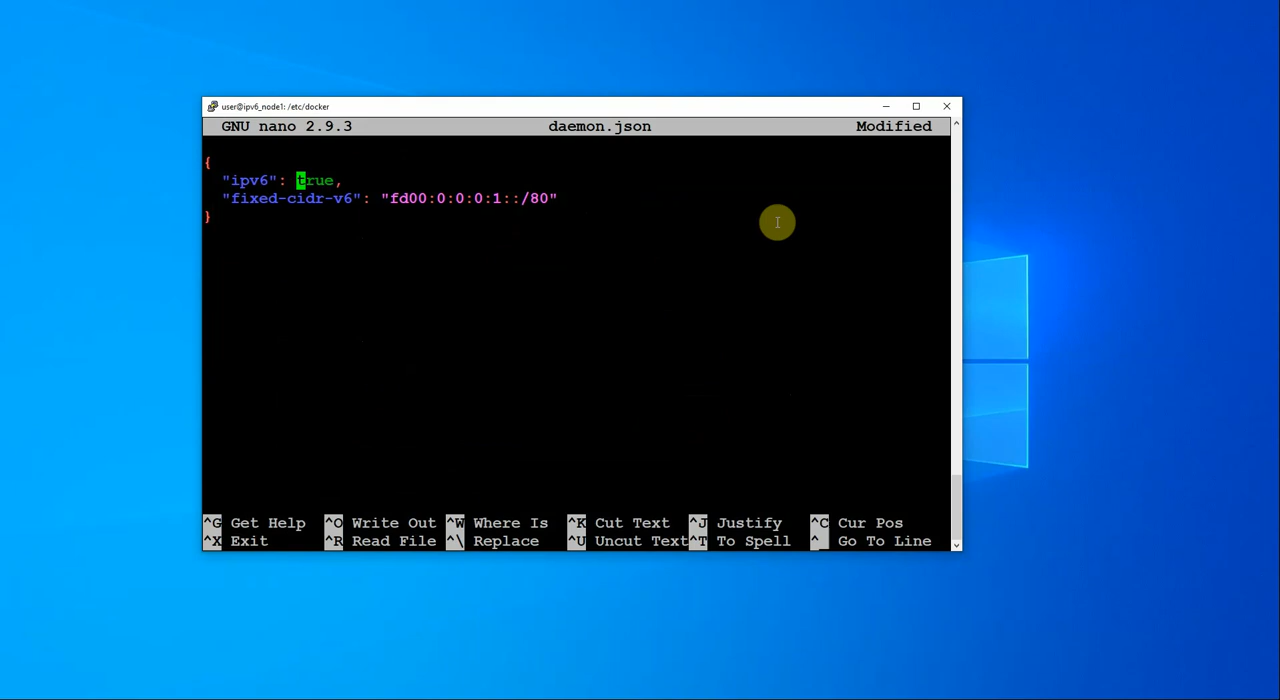 user@ipv6_node1: /etc/docker
GNU nano 2.9.3 daemon.json Modified
{
"ipv6": true,
"fixed-cidr-v6": "fd00:0:0:0:1::/80"
}
^G Get Help ^O Write Out ^W Where Is ^K Cut Text ^J Justify ^C Cur Pos
^X Exit ^R Read File ^\ Replace ^U Uncut Text ^T To Spell ^_ Go To Line